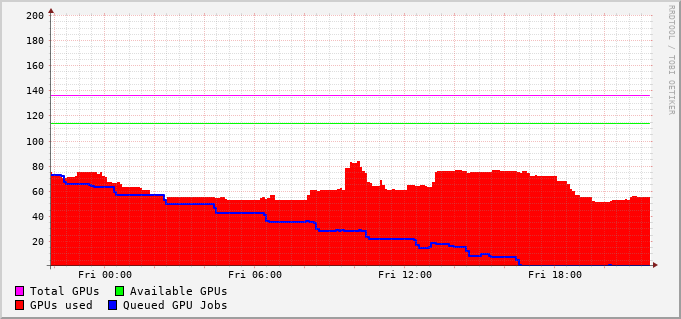 200
180
160
140
120
100
80
60
40
20
Fri 00:00 Fri 06:00 Fri 12:00 Fri 18:00
Total GPUs Available GPUs
GPUs used Queued GPU Jobs
RRDTOOL / TOBI OETIKER